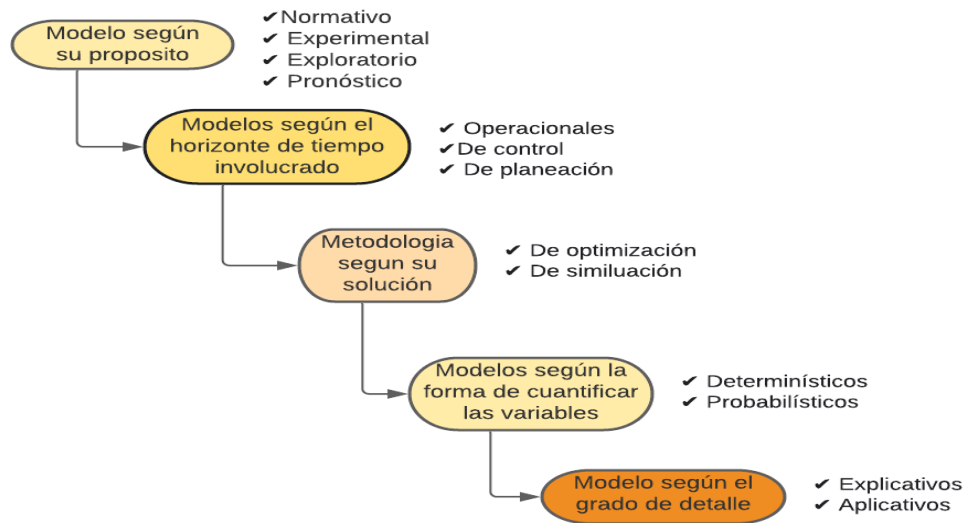 Modelo según
su proposito
✔Normativo
✔ Experimental
✔ Exploratorio
✔ Pronóstico
Modelos según el
horizonte de tiempo
involucrado
✔ Operacionales
✔De control
✔ De planeación
Metodologia
segun su
solución
✔ De optimización
✔ De similuación
Modelos según la
forma de cuantificar
las variables
✔ Determinísticos
✔ Probabilísticos
Modelo según el
grado de detalle
✔ Explicativos
✔ Aplicativos